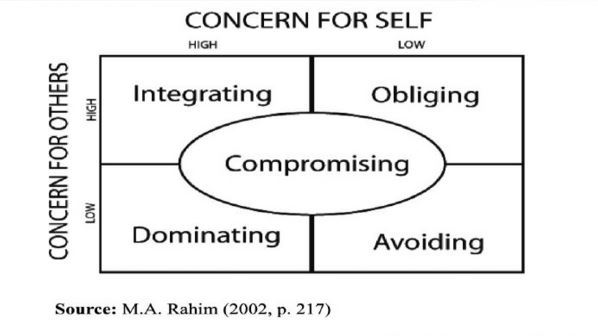 CONCERN FOR SELF
HIGH LOW
CONCERN FOR OTHERS
HIGH
Integrating Obliging
Compromising
LOW
Dominating Avoiding
Source: M.A. Rahim (2002, p. 217)